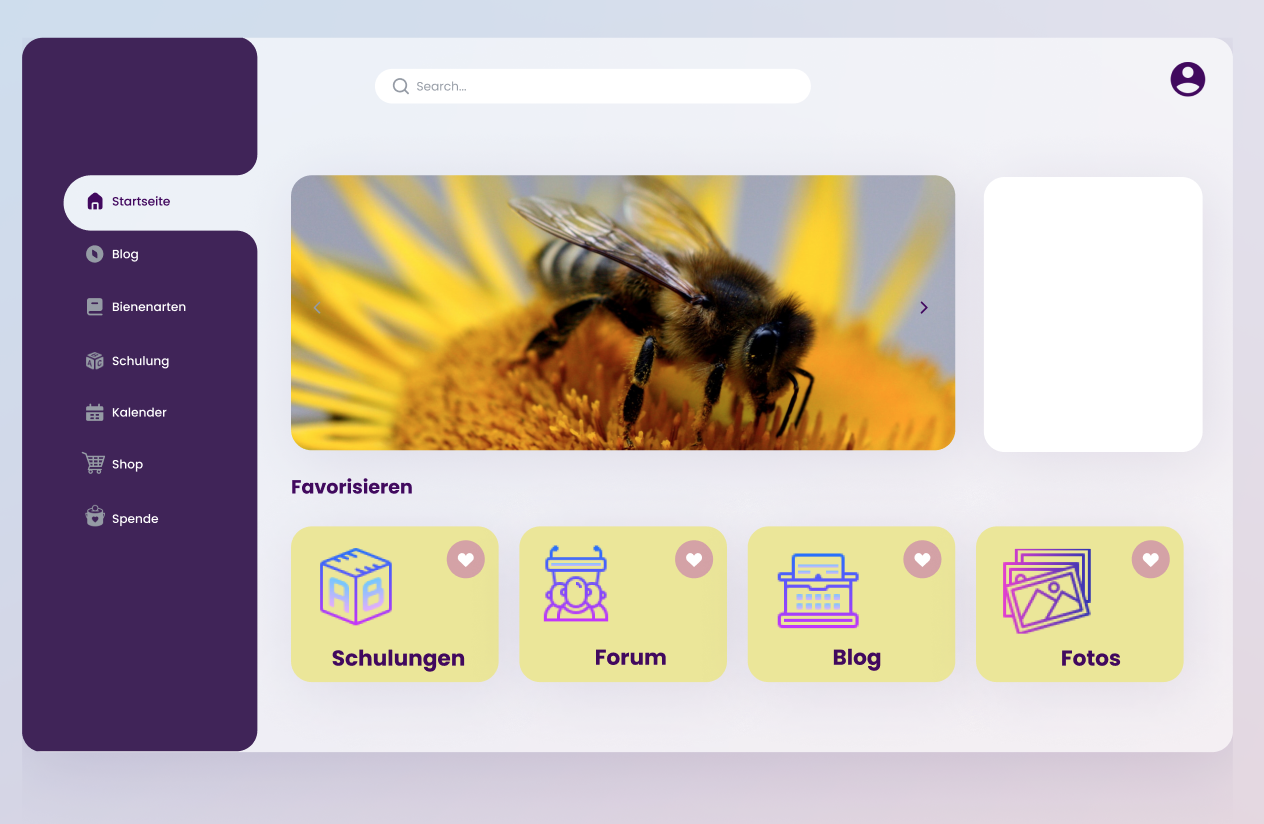 Search...
Startseite
Blog
Bienenarten
Schulung
Kalender
Shop
Spende
Favorisieren
A B
Schulungen
Forum
Blog
Fotos